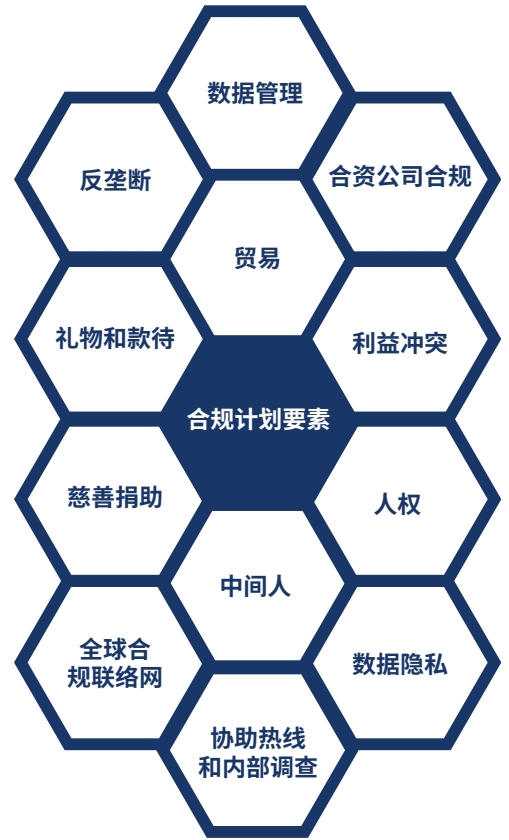 数据管理
反垄断
合资公司合规
贸易
礼物和款待
利益冲突
合规计划要素
慈善捐助
人权
中间人
全球合
规联络网
数据隐私
协助热线
和内部调查